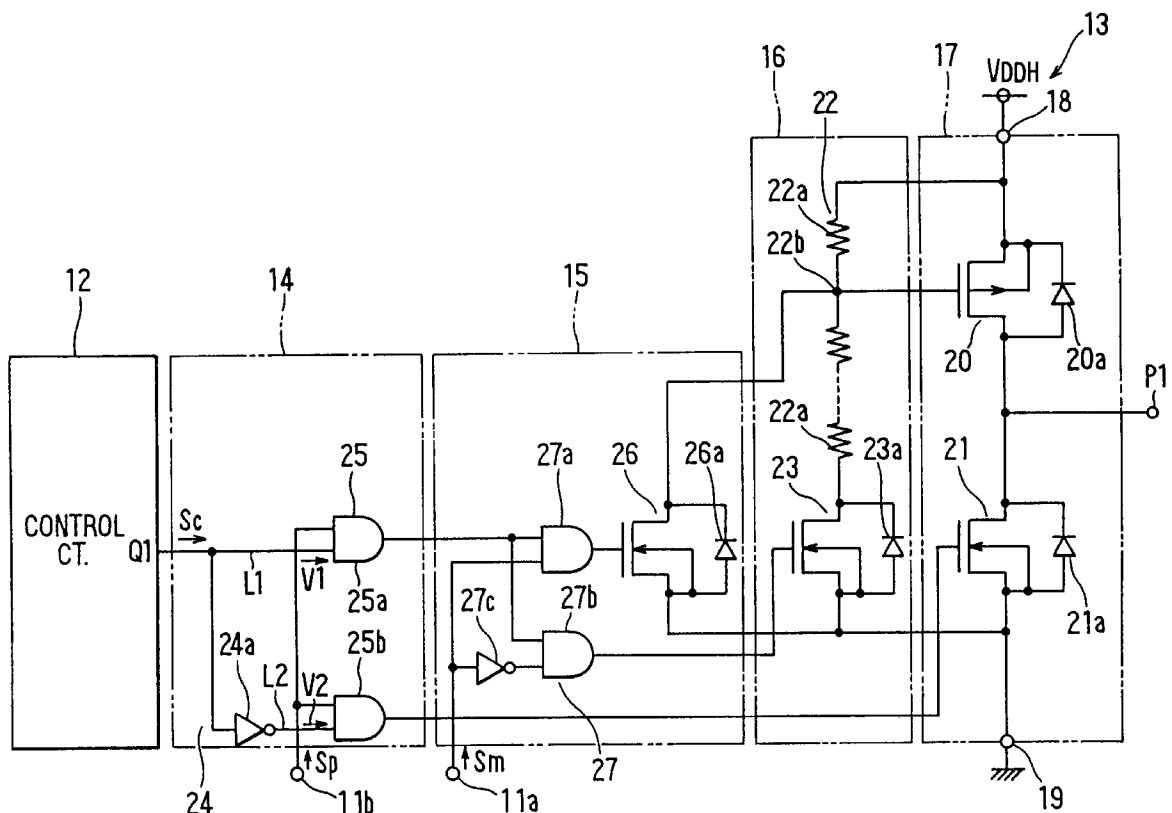 13
16
17
VDDH
18
22
22a
22b
12
14
15
20
20a
P1
22a
25
27a
26
26a
23
23a
21
CONTROL
CT.
Q1
Sc
L1
V1
25a
27c
27b
21a
24a
L2
V2
25b
24
Sp
11b
Sm
11a
27
19